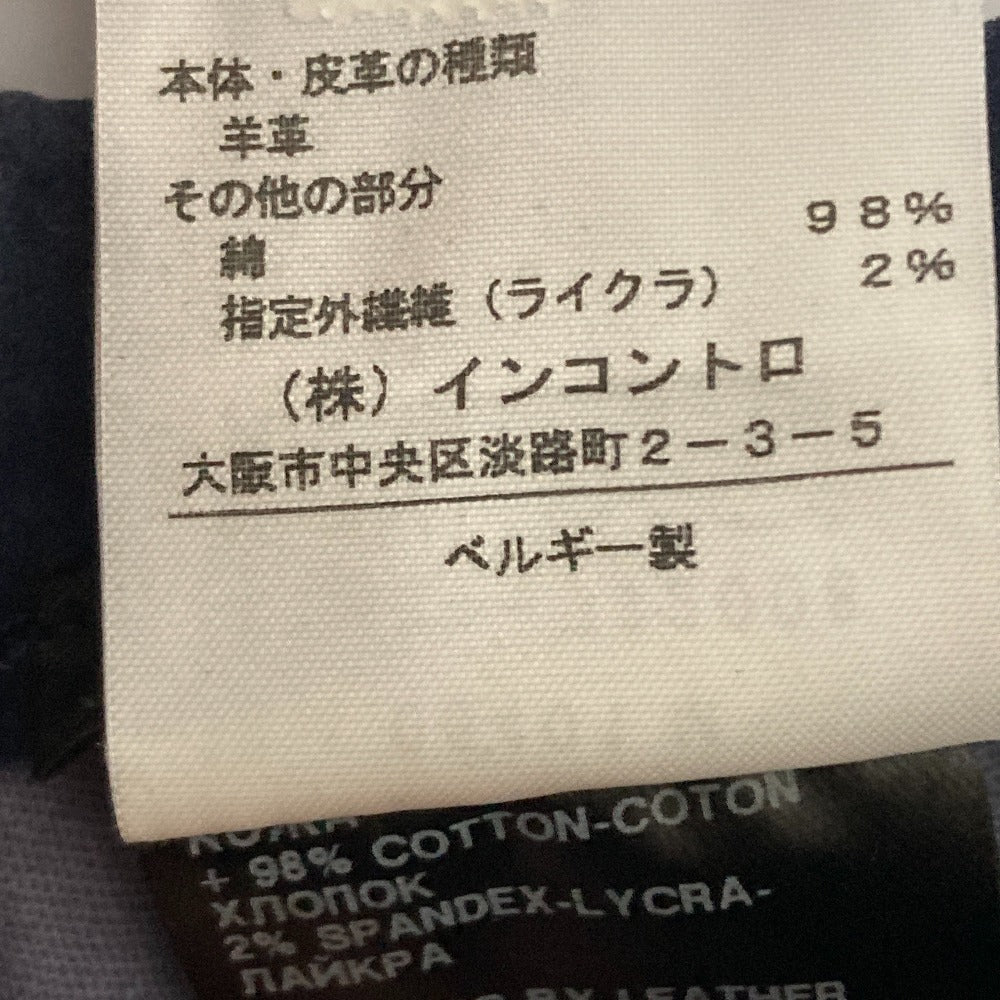 本体・皮革の種類
羊革
その他の部分
綿 98%
指定外繊維（ライクラ） 2%
（株）インコントロ
大阪市中央区淡路町2－3－5
ベルギー製
КОЖА
+ 98% COTTON-COTON
ХЛОПОК
2% SPANDEX-LYCRA-
ЛАЙКРА
BY LEATHER